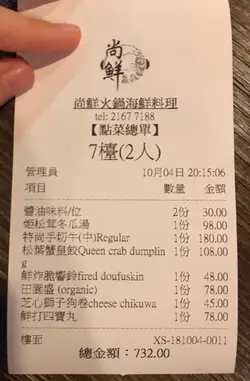 尚鮮
尚鮮火鍋海鮮料理
tel: 2167 7188
【點菜總單】
7檯(2人)
管理員 10月04日 20:15:06
項目 數量 金額
醬油味料/位 2份 30.00
姬松茸冬瓜湯 1份 98.00
特尚手切牛(中)Regular 1份 180.00
松葉蟹皇餃Queen crab dumplin 1份 108.00
g
鮮炸脆響鈴fired doufuskin 1份 48.00
田園盛 (organic) 1份 78.00
芝心獅子狗卷cheese chikuwa 1份 45.00
鮮打四寶丸 1份 78.00
樓面 XS-181004-0011
總金額：732.00